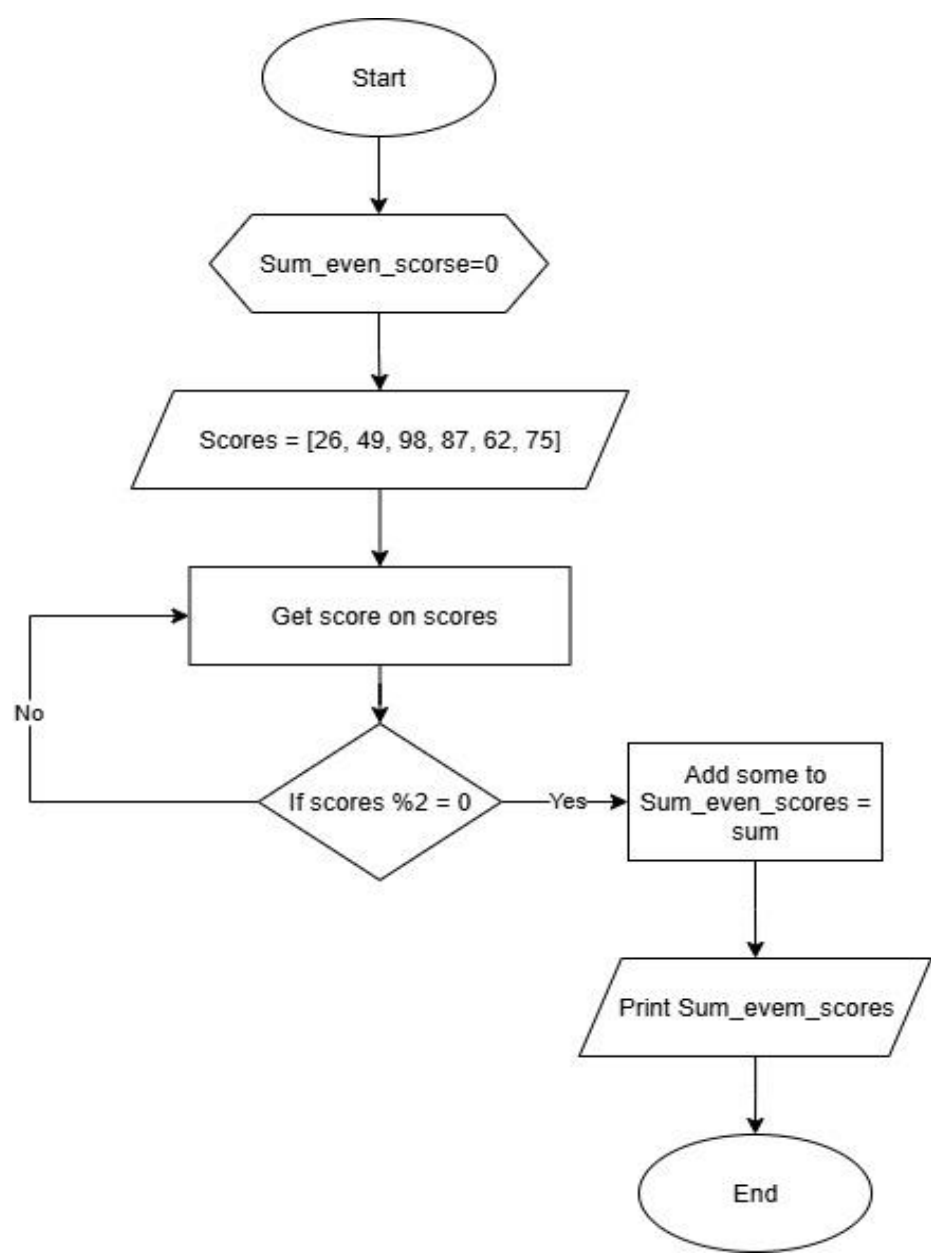 Start
Sum_even_scorse=0
Scores = [26, 49, 98, 87, 62, 75]
Get score on scores
No
If scores %2 = 0
Yes
Add some to
Sum_even_scores =
sum
Print Sum_evem_scores
End